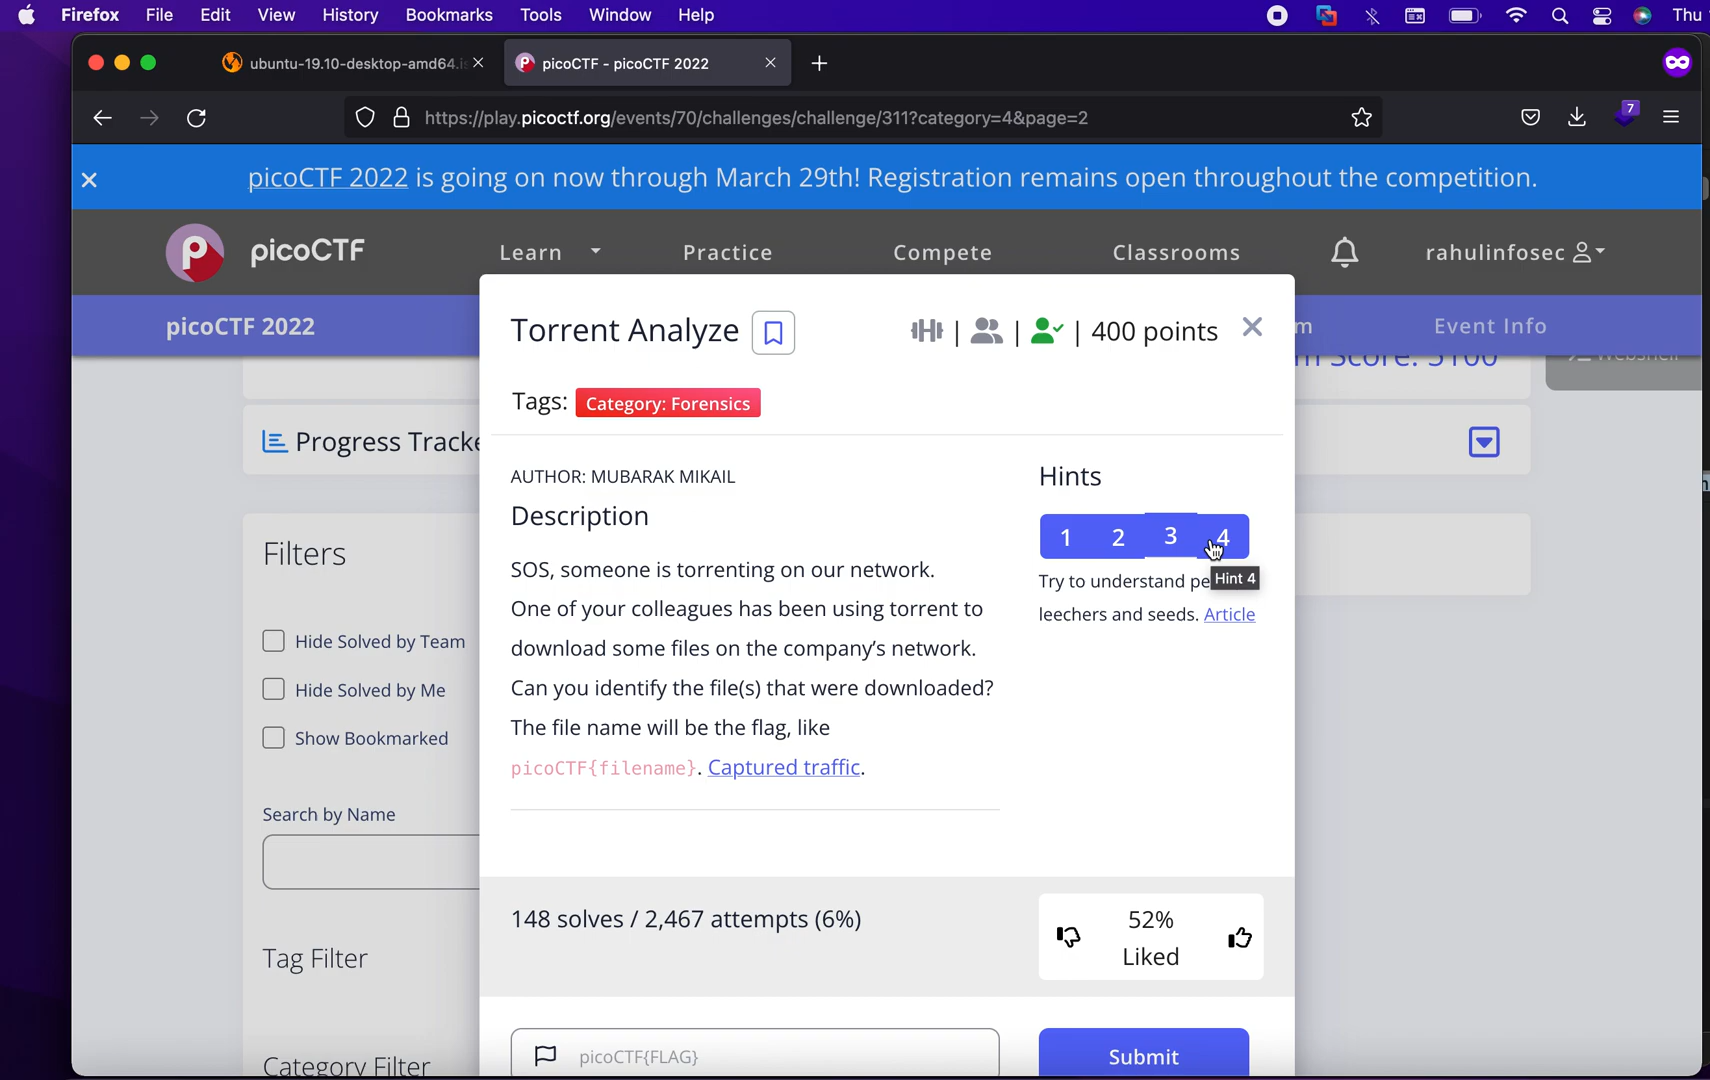 Firefox File Edit View History Bookmarks Tools Window Help Thu
ubuntu-19.10-desktop-amd64.is
picoCTF - picoCTF 2022
7
https://play.picoctf.org/events/70/challenges/challenge/311?category=4&page=2
picoCTF 2022 is going on now through March 29th! Registration remains open throughout the competition.
picoCTF Learn Practice Compete Classrooms rahulinfosec
picoCTF 2022
Event Info
Torrent Analyze
| | | 400 points
Tags: Category: Forensics
Progress Tracke
AUTHOR: MUBARAK MIKAIL
Description
SOS, someone is torrenting on our network.
One of your colleagues has been using torrent to
download some files on the company's network.
Can you identify the file(s) that were downloaded?
The file name will be the flag, like
picoCTF{filename}. Captured traffic.
Hints
1 2 3 4
Hint 4
Try to understand pe
leechers and seeds. Article
Filters
Hide Solved by Team
Hide Solved by Me
Show Bookmarked
Search by Name
Tag Filter
Category Filter
148 solves / 2,467 attempts (6%)
52%
Liked
picoCTF{FLAG}
Submit